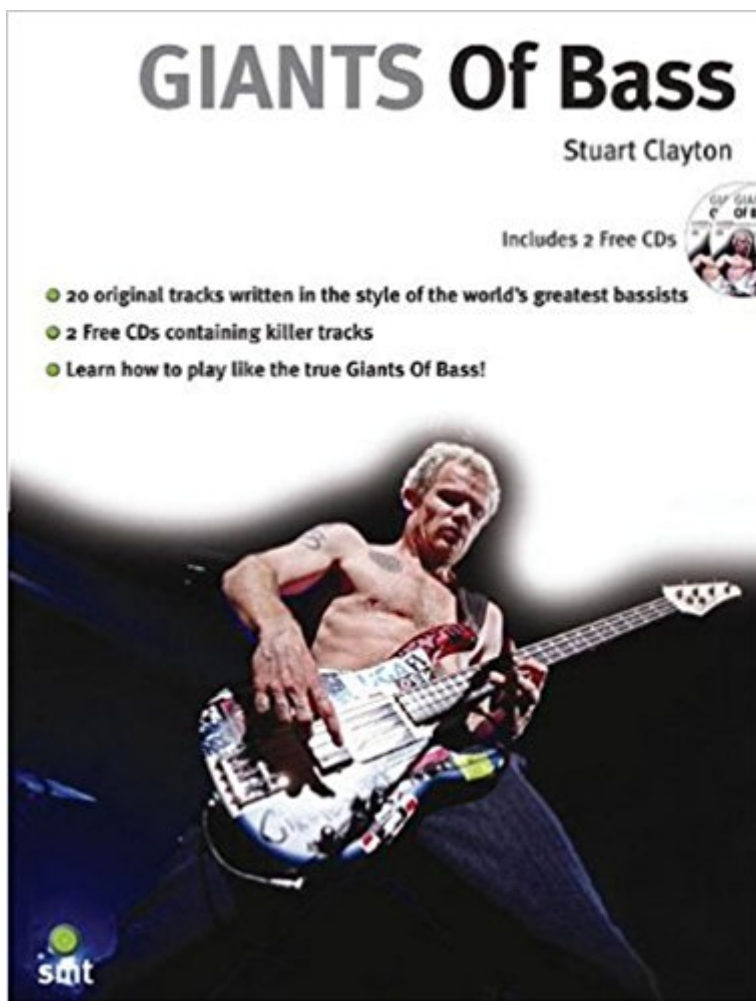 GIANTS Of Bass
Stuart Clayton
Includes 2 Free CDs
20 original tracks written in the style of the world's greatest bassists
2 Free CDs containing killer tracks
Learn how to play like the true Giants Of Bass!
smt